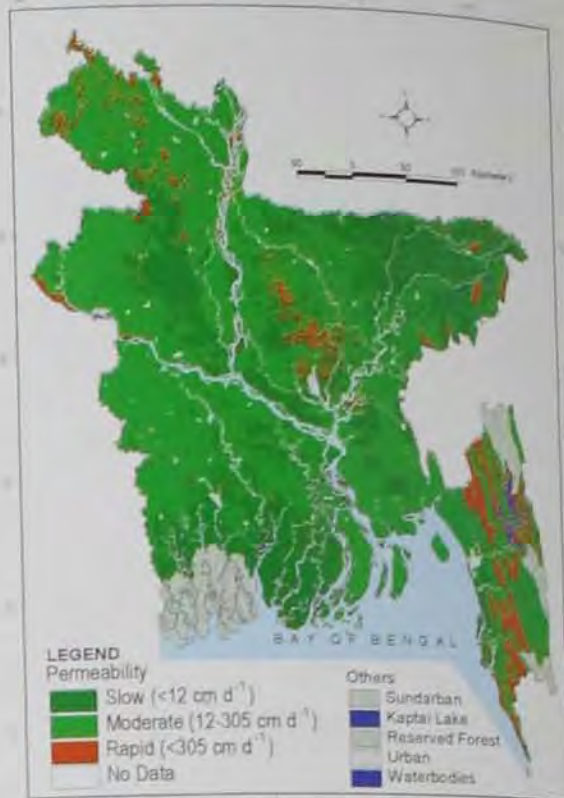 BAY OF BENGAL
LEGEND
Permeability
Slow (<12 cm d⁻¹)
Moderate (12-305 cm d⁻¹)
Rapid (<305 cm d⁻¹)
No Data
Others
Sundarban
Kaptai Lake
Reserved Forest
Urban
Waterbodies